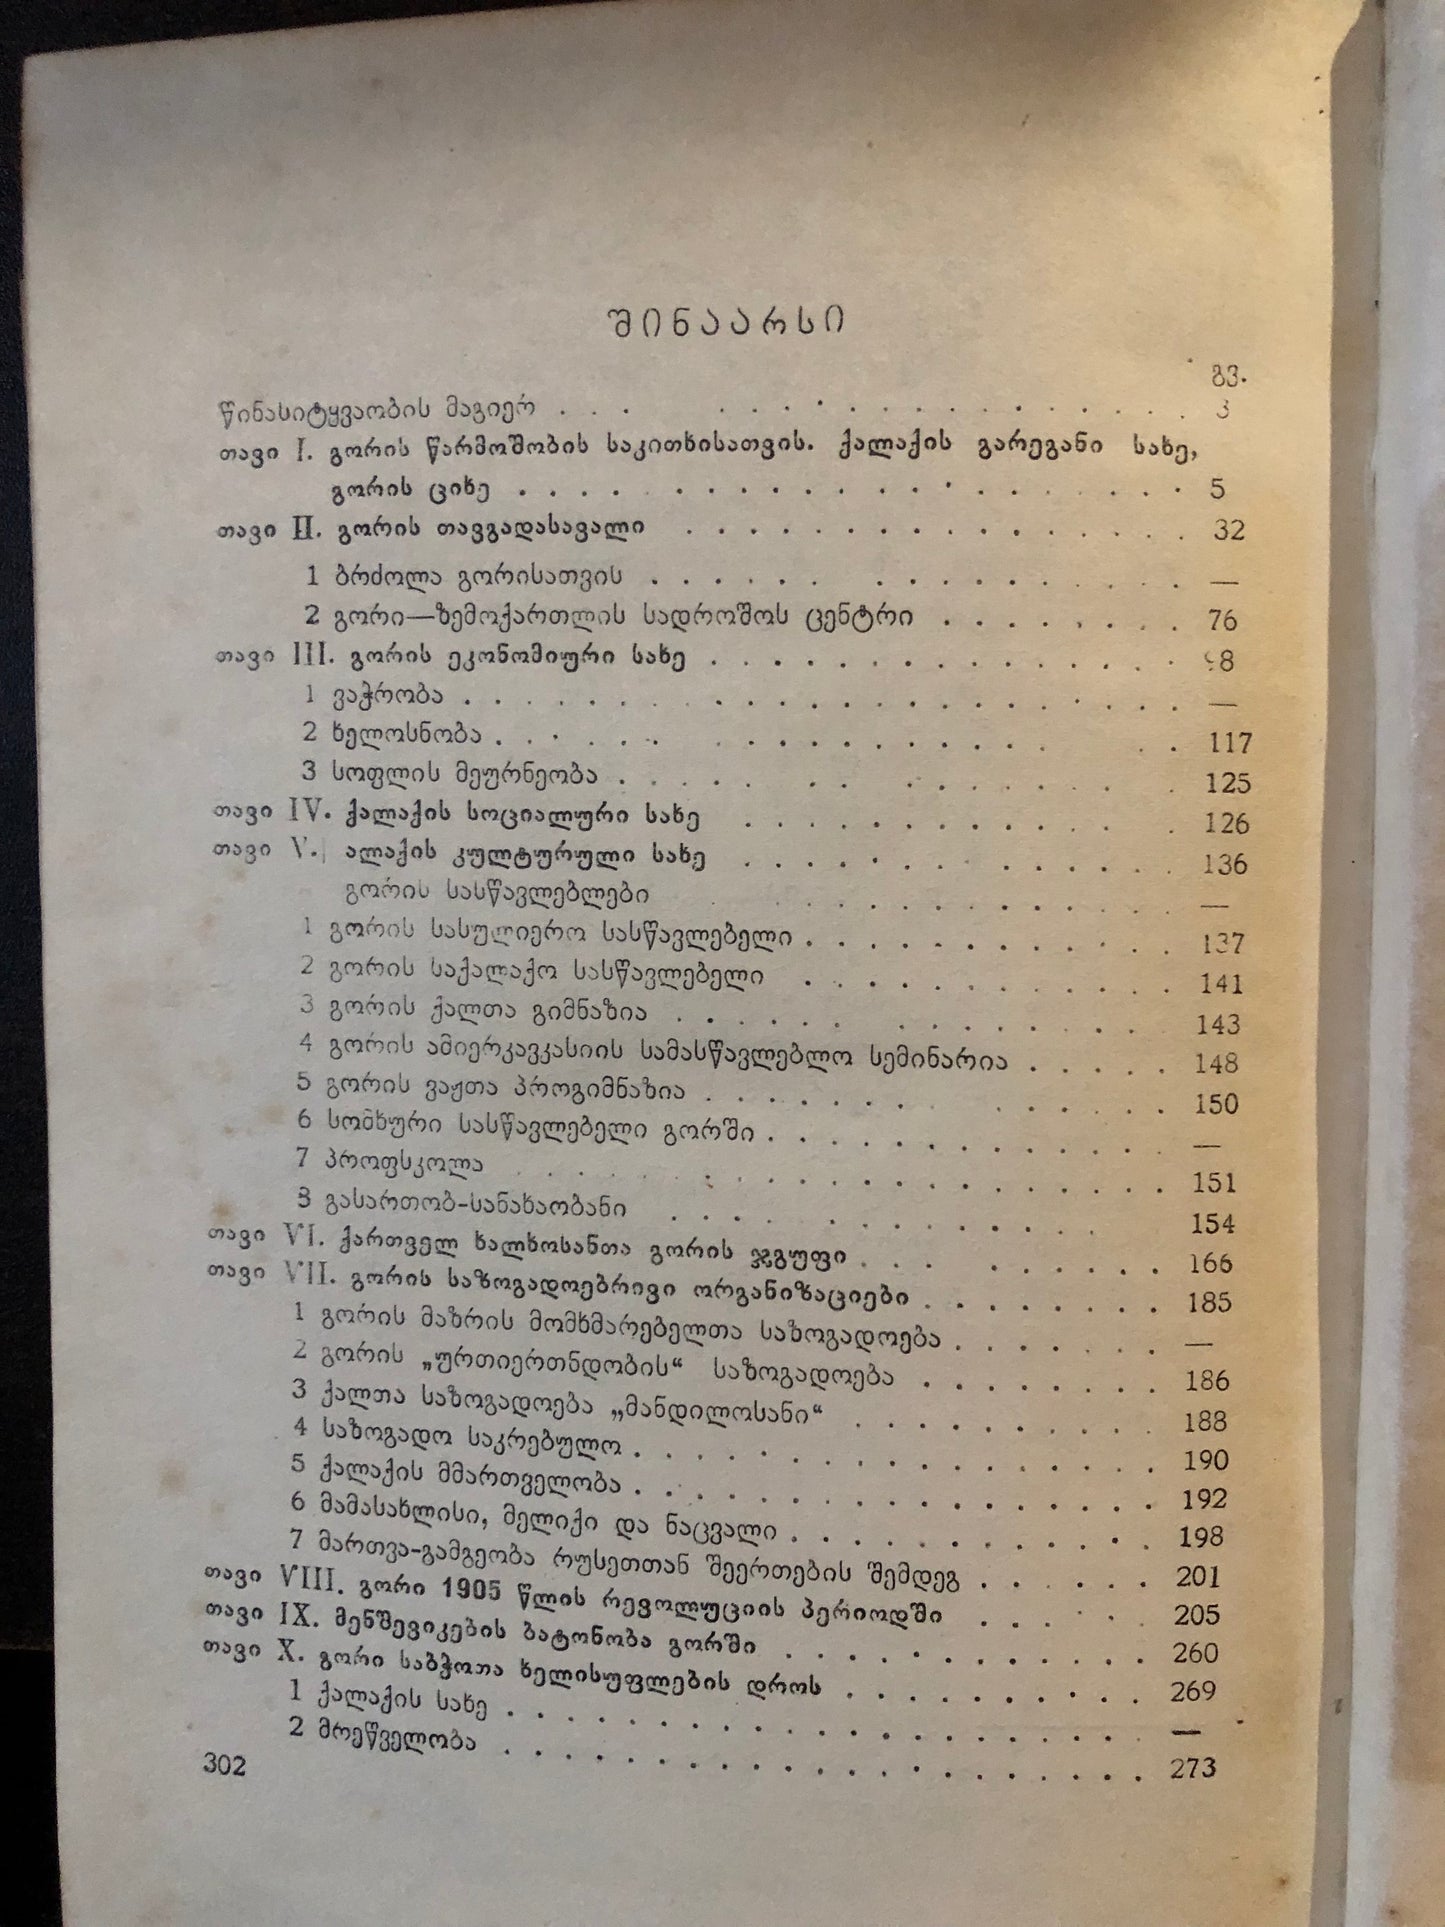 შინაარსი
გვ.
წინასიტყვაობის მაგიერ . . . . . . . . . . . . . . . . . . 3
თავი I. გორის წარმოშობის საკითხისათვის. ქალაქის გარეგანი სახე,
გორის ციხე . . . . . . . . . . . . . . . . . . . . . 5
თავი II. გორის თავგადასავალი . . . . . . . . . . . . . . . . 32
1 ბრძოლა გორისათვის . . . . . . . . . . . . . . . . —
2 გორი—ზემოქართლის სადროშოს ცენტრი . . . . . . . . 76
თავი III. გორის ეკონომიური სახე . . . . . . . . . . . . . . . 98
1 ვაჭრობა . . . . . . . . . . . . . . . . . . . . . . —
2 ხელოსნობა . . . . . . . . . . . . . . . . . . . 117
3 სოფლის მეურნეობა . . . . . . . . . . . . . 125
თავი IV. ქალაქის სოციალური სახე . . . . . . . . . . . . . 126
თავი V. ალაქის კულტურული სახე . . . . . . . . . . . . . 136
გორის სასწავლებლები . . . . . . . . . . . . —
1 გორის სასულიერო სასწავლებელი . . . . . . . . . . . . 137
2 გორის საქალაქო სასწავლებელი . . . . . . . . . . . . 141
3 გორის ქალთა გიმნაზია . . . . . . . . . . . . . . 143
4 გორის ამიერკავკასიის სამასწავლებლო სემინარია . . . . . 148
5 გორის ვაჟთა პროგიმნაზია . . . . . . . . . . . . . 150
6 სომხური სასწავლებელი გორში . . . . . . . . . . . . . —
7 პროფსკოლა . . . . . . . . . . . . . . . . . . . . 151
8 გასართობ-სანახაობანი . . . . . . . . . . . . . 154
თავი VI. ქართველ ხალხოსანთა გორის ჯგუფი . . . . . . . . . 166
თავი VII. გორის საზოგადოებრივი ორგანიზაციები . . . . . . . . 185
1 გორის მაზრის მომხმარებელთა საზოგადოება . . . . . . . —
2 გორის „ურთიერთნდობის“ საზოგადოება . . . . . . . . 186
3 ქალთა საზოგადოება „მანდილოსანი“ . . . . . . . . . . 188
4 საზოგადო საკრებულო . . . . . . . . . . . . . . . . . 190
5 ქალაქის მმართველობა . . . . . . . . . . . . . . . . . 192
6 მამასახლისი, მელიქი და ნაცვალი . . . . . . . . . . . . 198
7 მართვა-გამგეობა რუსეთთან შეერთების შემდეგ . . . . . . 201
თავი VIII. გორი 1905 წლის რევოლუციის პერიოდში . . . . 205
თავი IX. მენშევიკების ბატონობა გორში . . . . . . . . . . . . 260
თავი X. გორი საბჭოთა ხელისუფლების დროს . . . . . . . . . . 269
1 ქალაქის სახე . . . . . . . . . . . . . . . . . . . . . —
2 მრეწველობა . . . . . . . . . . . . . . . . . . . . . 273
302